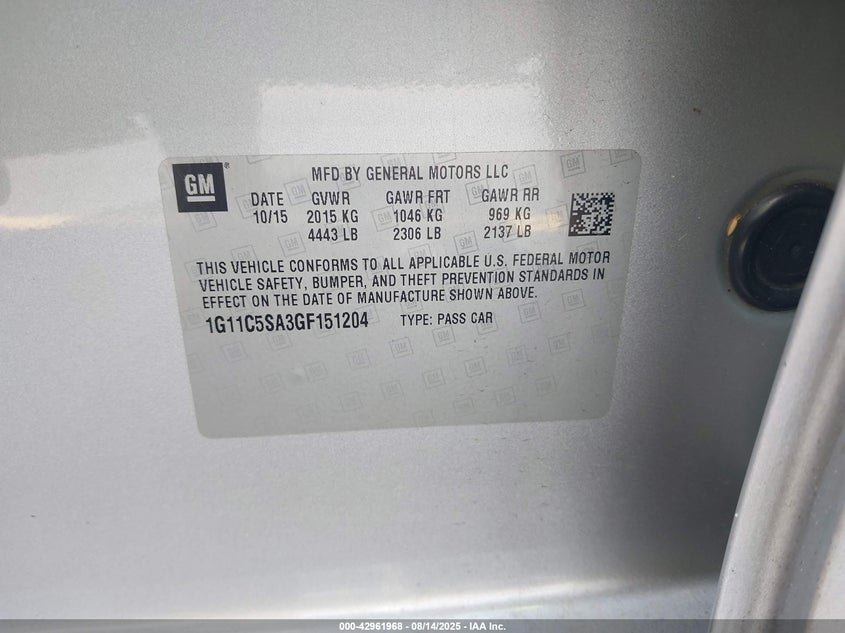 GM®
MFD BY GENERAL MOTORS LLC
DATE GVWR GAWR FRT GAWR RR
10/15 2015 KG 1046 KG 969 KG
4443 LB 2306 LB 2137 LB
THIS VEHICLE CONFORMS TO ALL APPLICABLE U.S. FEDERAL MOTOR
VEHICLE SAFETY, BUMPER, AND THEFT PREVENTION STANDARDS IN
EFFECT ON THE DATE OF MANUFACTURE SHOWN ABOVE.
1G11C5SA3GF151204 TYPE: PASS CAR
000-42961968 - 08/14/2025 - IAA Inc.